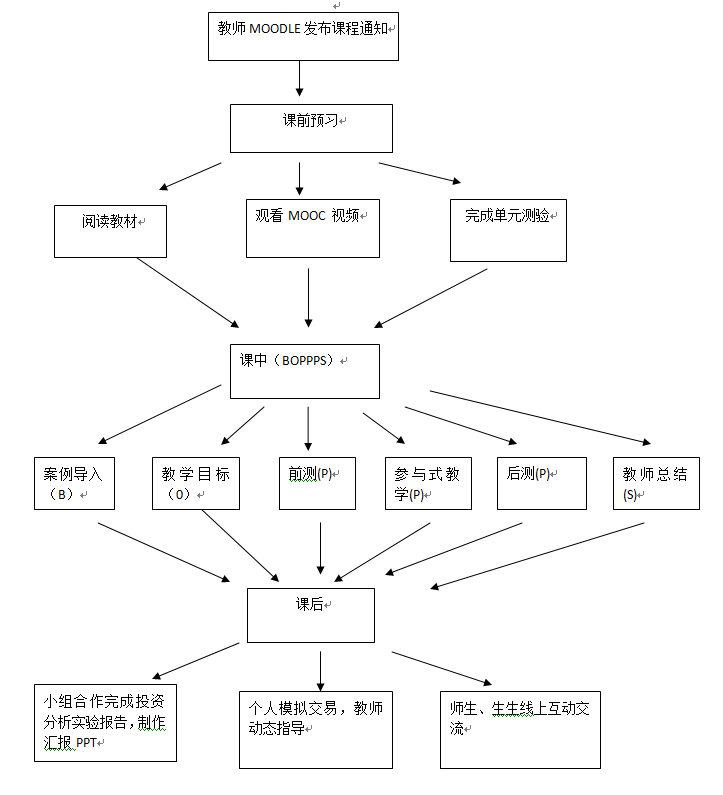 教师 MOODLE 发布课程通知
课前预习
阅读教材
观看 MOOC 视频
完成单元测验
课中（BOPPPS）
案例导入
（B）
教学目标
（O）
前测(P)
参与式教
学(P)
后测(P)
教师总结
(S)
课后
小组合作完成投资
分析实验报告，制作
汇报 PPT
个人模拟交易，教师
动态指导
师生、生生线上互动交
流